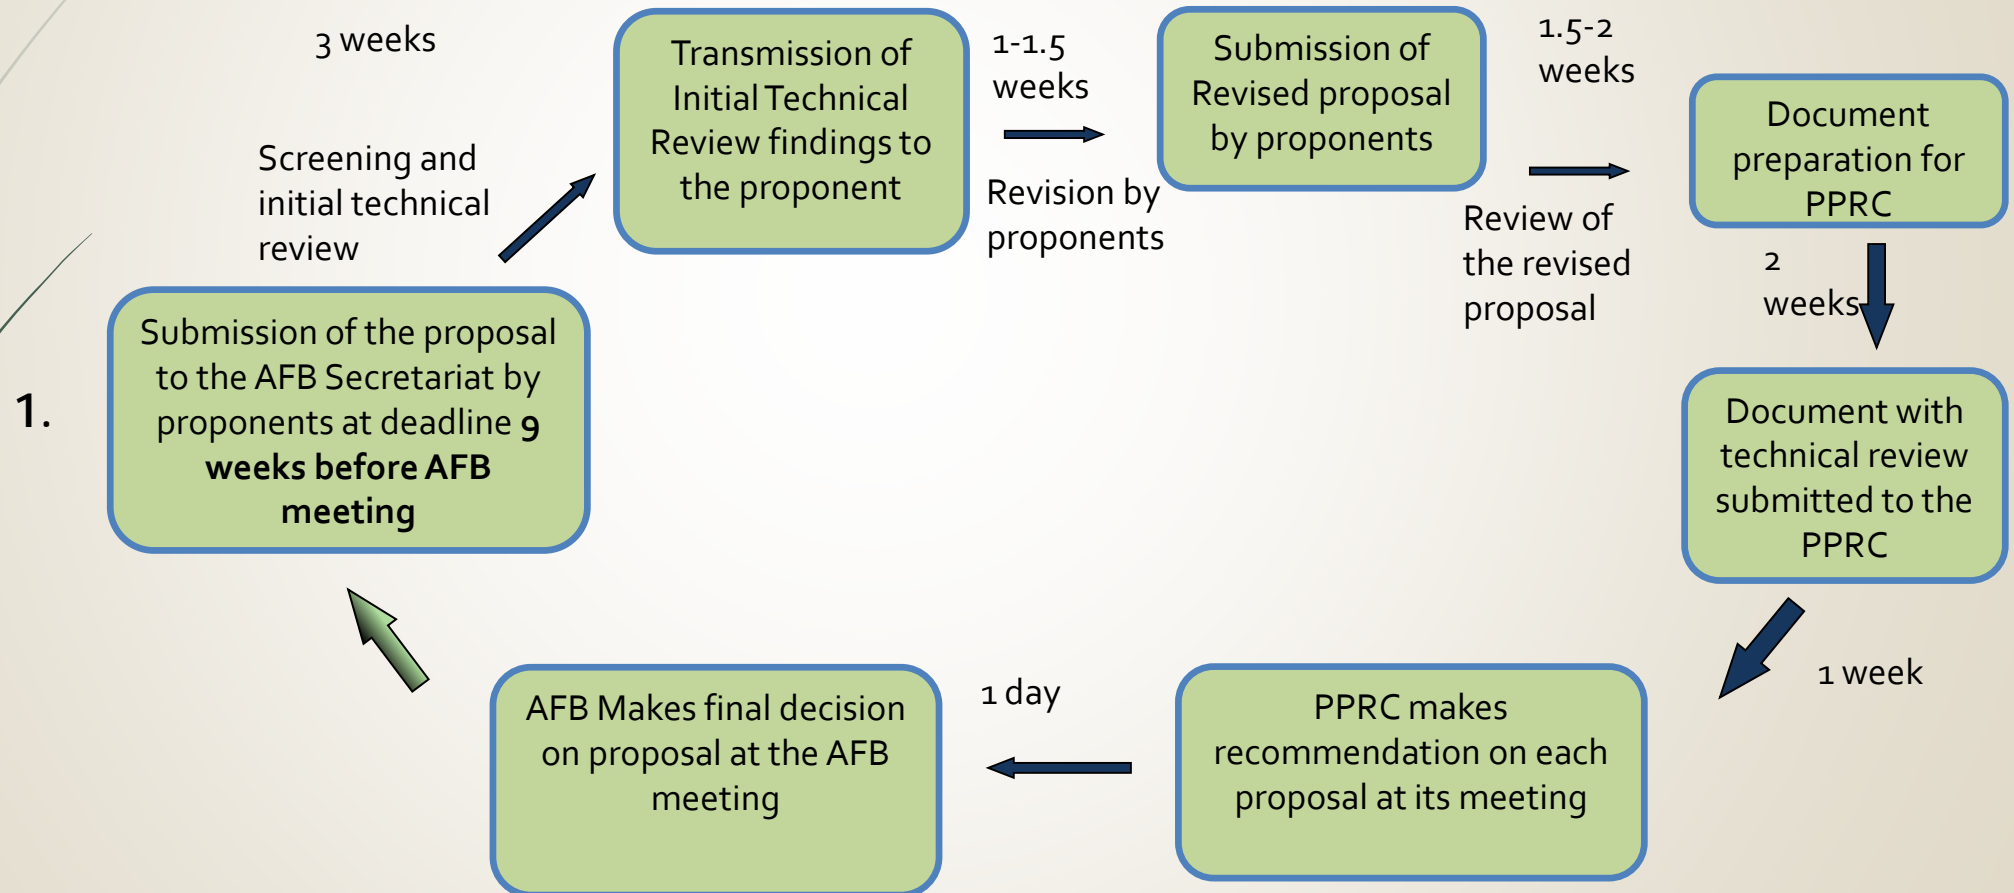 3 weeks
Screening and
initial technical
review
1.
Submission of the proposal
to the AFB Secretariat by
proponents at deadline 9
weeks before AFB
meeting
Transmission of
Initial Technical
Review findings to
the proponent
1-1.5
weeks
Revision by
proponents
Submission of
Revised proposal
by proponents
1.5-2
weeks
Review of
the revised
proposal
Document
preparation for
PPRC
2
weeks
Document with
technical review
submitted to the
PPRC
1 week
PPRC makes
recommendation on each
proposal at its meeting
1 day
AFB Makes final decision
on proposal at the AFB
meeting